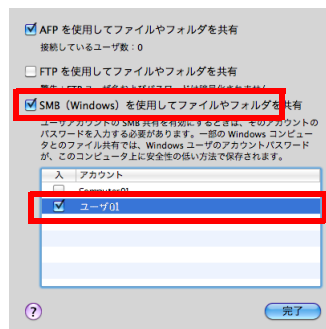 AFP を使用してファイルやフォルダを共有
接続しているユーザ数：0
FTP を使用してファイルやフォルダを共有
SMB（Windows）を使用してファイルやフォルダを共有
ユーザアカウントの SMB 共有を有効にするときは、そのアカウントの
パスワードを入力する必要があります。一部の Windows コンピュー
タとのファイル共有では、Windows ユーザのアカウントパスワード
が、このコンピュータ上に安全性の低い方法で保存されます。
入 アカウント
Computer01
ユーザ01
? 完了